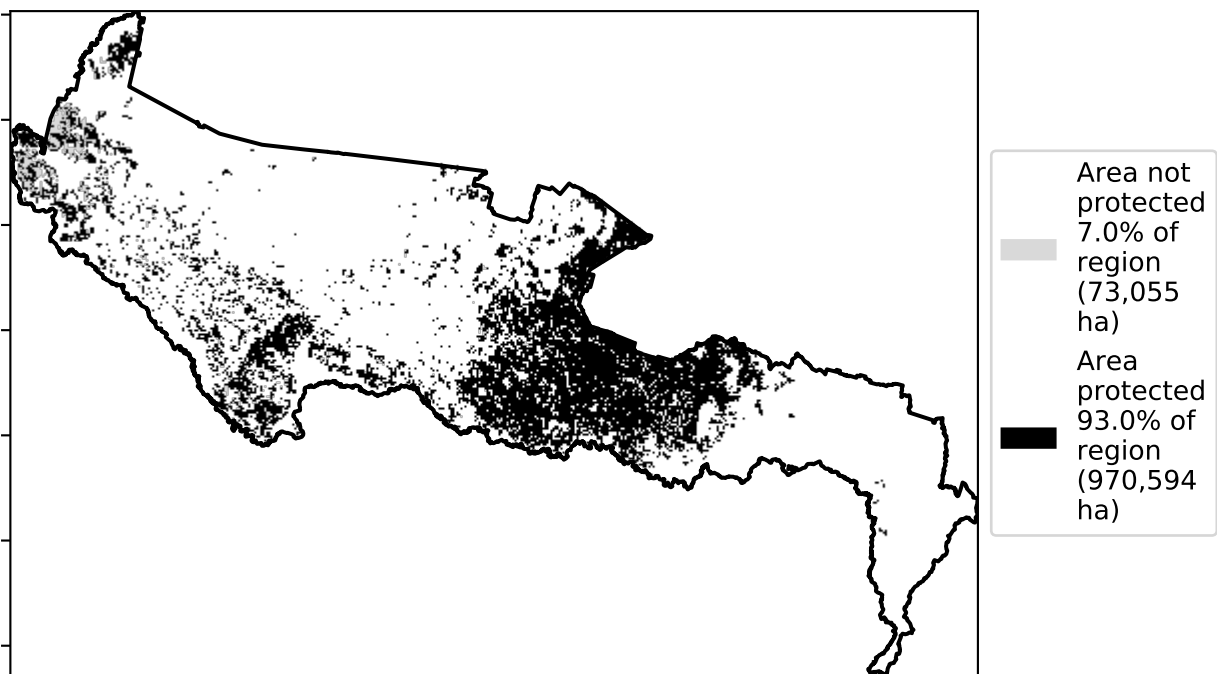 Area not
protected
7.0% of
region
(73,055
ha)
Area
protected
93.0% of
region
(970,594
ha)